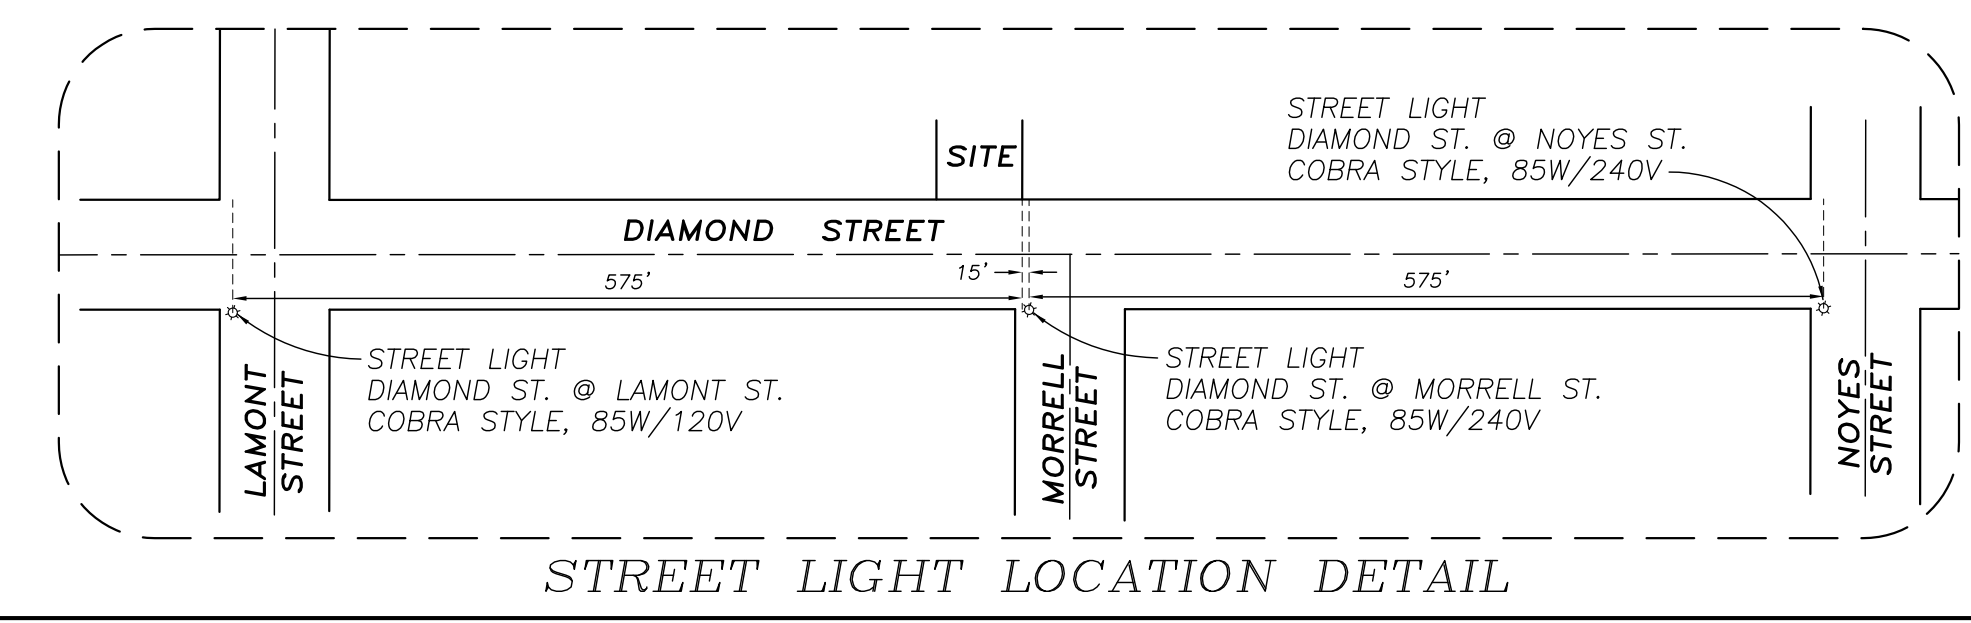 STREET LIGHT
DIAMOND ST. @ NOYES ST.
COBRA STYLE, 85W/240V
SITE
DIAMOND STREET
575'
15'
575'
STREET LIGHT
DIAMOND ST. @ LAMONT ST.
COBRA STYLE, 85W/120V
STREET LIGHT
DIAMOND ST. @ MORRELL ST.
COBRA STYLE, 85W/240V
LAMONT
STREET
MORRELL
STREET
NOYES
STREET
STREET LIGHT LOCATION DETAIL